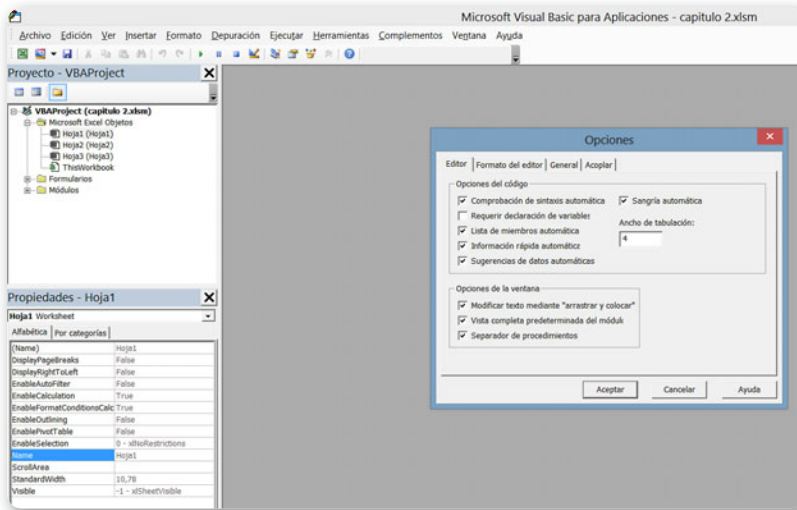 Microsoft Visual Basic para Aplicaciones - capitulo 2.xlsm
Archivo Edición Ver Insertar Formato Depuración Ejecutar Herramientas Complementos Ventana Ayuda
Proyecto - VBAProject
VBAProject (capitulo 2.xlsm)
Microsoft Excel Objetos
Hoja1 (Hoja1)
Hoja2 (Hoja2)
Hoja3 (Hoja3)
ThisWorkbook
Formularios
Módulos
Propiedades - Hoja1
Hoja1 Worksheet
Alfabética Por categorías
(Name) Hoja1
DisplayPageBreaks False
DisplayRightToLeft False
EnableAutoFilter False
EnableCalculation True
EnableFormatConditionsCalc True
EnableOutlining False
EnablePivotTable False
EnableSelection 0 - xlNoRestrictions
Name Hoja1
ScrollArea
StandardWidth 10,78
Visible -1 - xlSheetVisible
Opciones
Editor Formato del editor General Acoplar
Opciones del código
Comprobación de sintaxis automática
Sangría automática
Requerir declaración de variables
Ancho de tabulación:
Lista de miembros automática
4
Información rápida automática
Sugerencias de datos automáticas
Opciones de la ventana
Modificar texto mediante "arrastrar y colocar"
Vista completa predeterminada del módulo
Separador de procedimientos
Aceptar Cancelar Ayuda